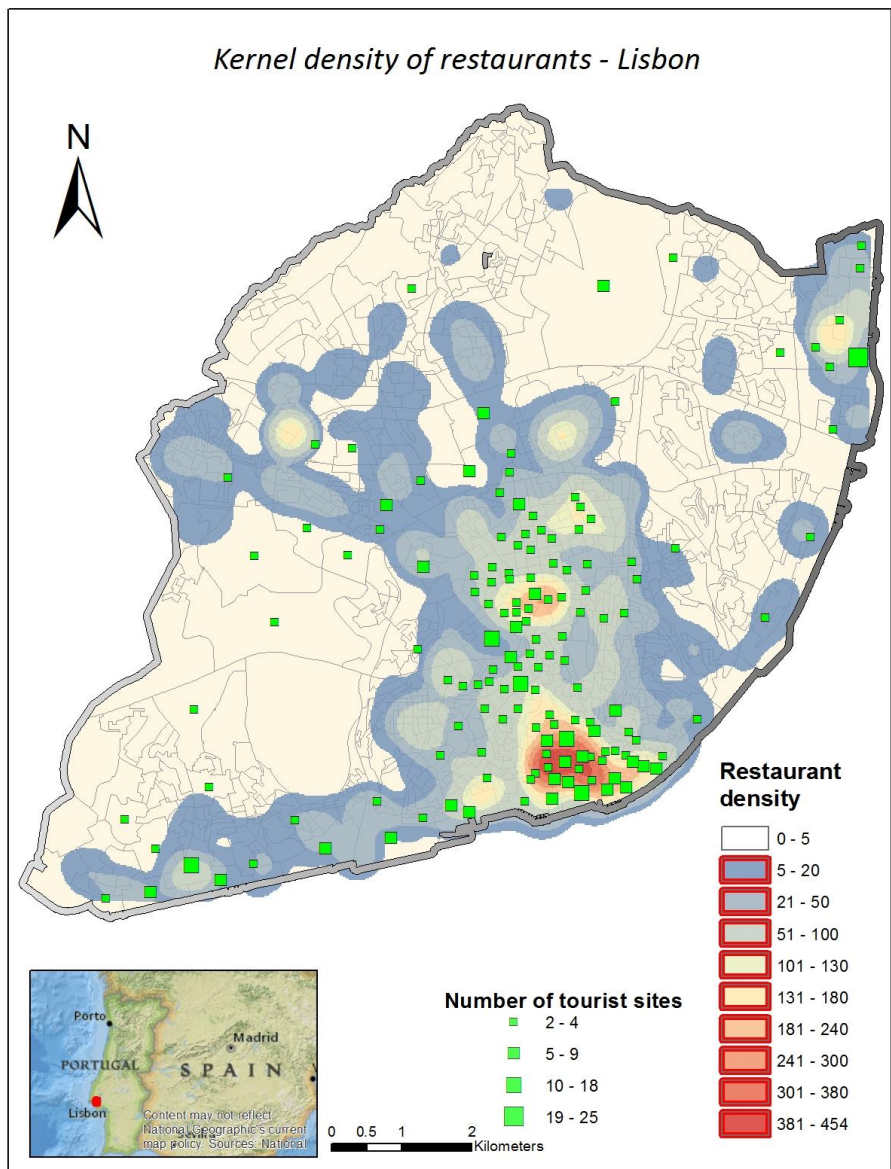 Kernel density of restaurants - Lisbon
N
Restaurant
density
0 - 5
5 - 20
21 - 50
51 - 100
101 - 130
131 - 180
181 - 240
241 - 300
301 - 380
381 - 454
Number of tourist sites
2 - 4
5 - 9
10 - 18
19 - 25
0 0.5 1 2
Kilometers
Porto
PORTUGAL
Madrid
SPAIN
Lisbon
Content may not reflect
National Geographic's current
map policy. Sources: National